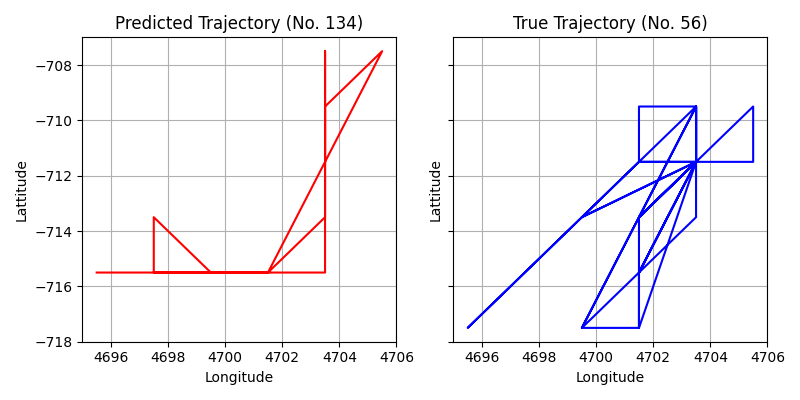 Predicted Trajectory (No. 134)
True Trajectory (No. 56)
Lattitude
−708
−710
−712
−714
−716
−718
4696 4698 4700 4702 4704 4706
Longitude
Lattitude
4696 4698 4700 4702 4704 4706
Longitude